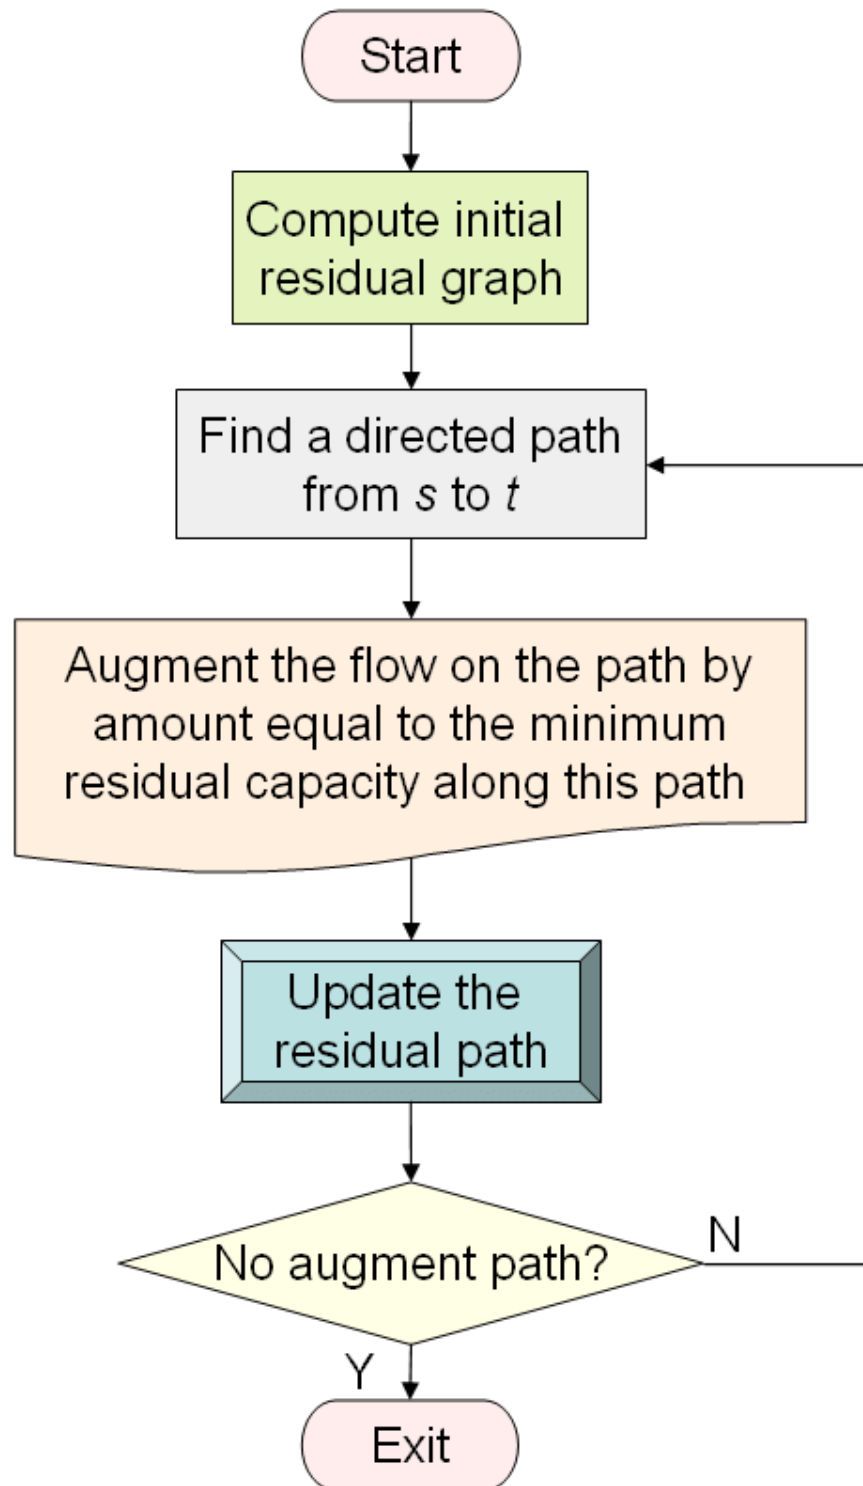 Start
Compute initial
residual graph
Find a directed path
from s to t
Augment the flow on the path by
amount equal to the minimum
residual capacity along this path
Update the
residual path
No augment path?
N
Y
Exit